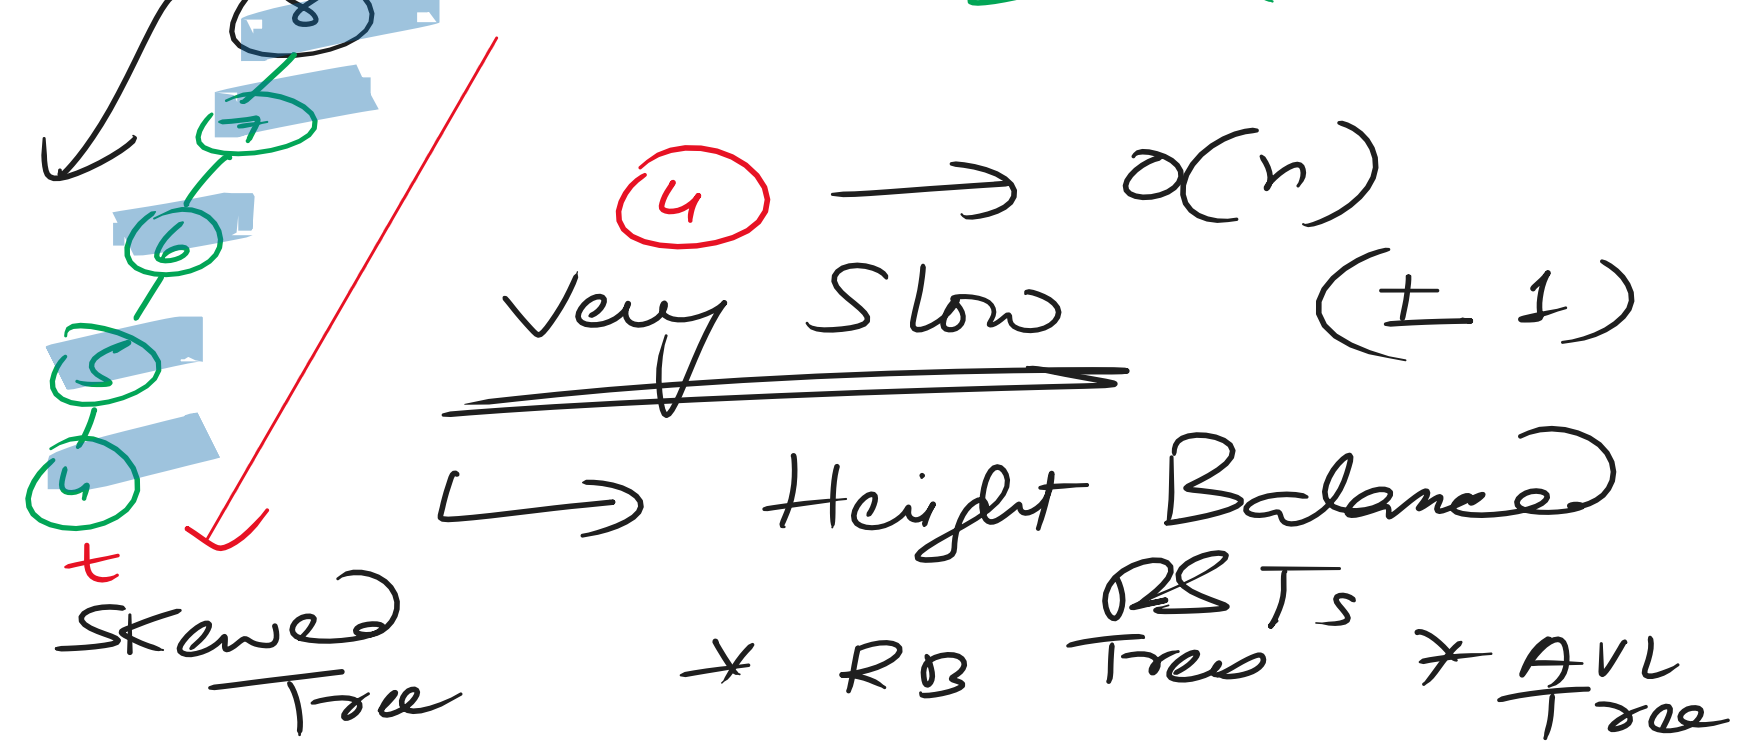 8
7
4 → O(n)
6
Very Slow (± 1)
5
4 → Height Balanced
BSTs
t
Skewed
Tree
* RB Trees * AVL
Tree